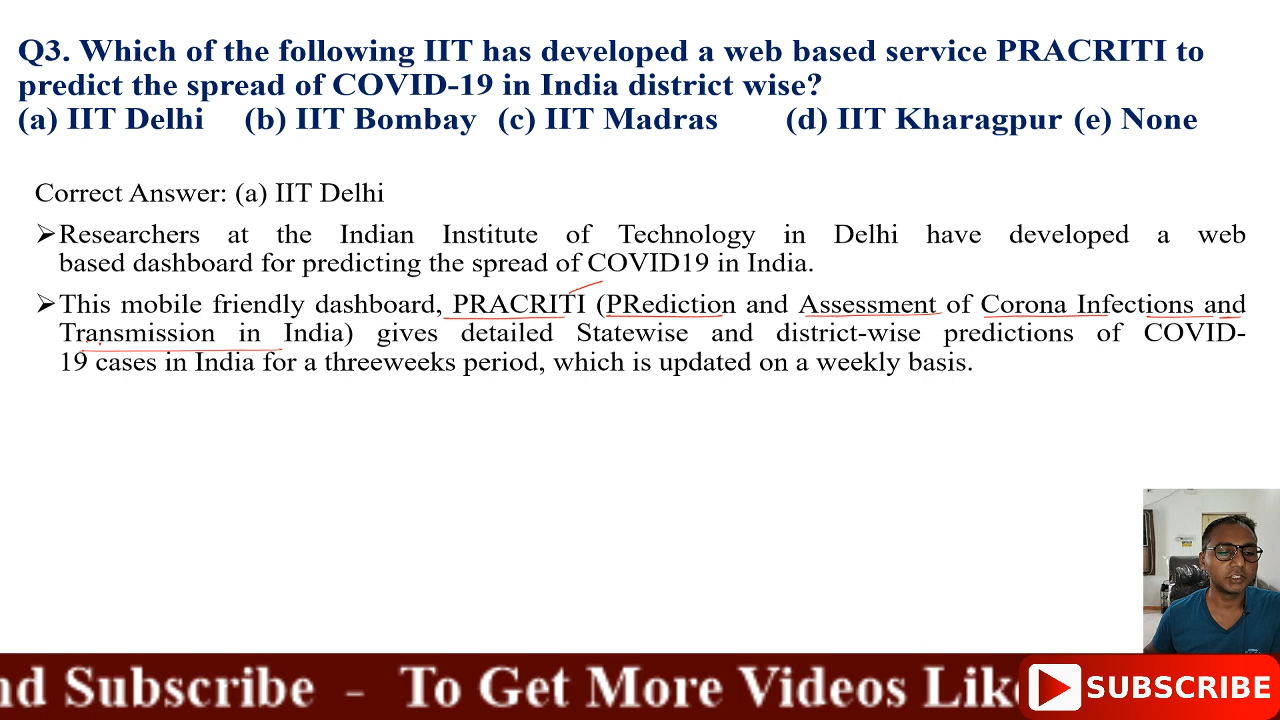 Q3. Which of the following IIT has developed a web based service PRACRITI to
predict the spread of COVID-19 in India district wise?
(a) IIT Delhi (b) IIT Bombay (c) IIT Madras (d) IIT Kharagpur (e) None
Correct Answer: (a) IIT Delhi
➢Researchers at the Indian Institute of Technology in Delhi have developed a web
based dashboard for predicting the spread of COVID19 in India.
➢This mobile friendly dashboard, PRACRITI (PRediction and Assessment of Corona Infections and
Transmission in India) gives detailed Statewise and district-wise predictions of COVID-
19 cases in India for a threeweeks period, which is updated on a weekly basis.
nd Subscribe - To Get More Videos Like
SUBSCRIBE